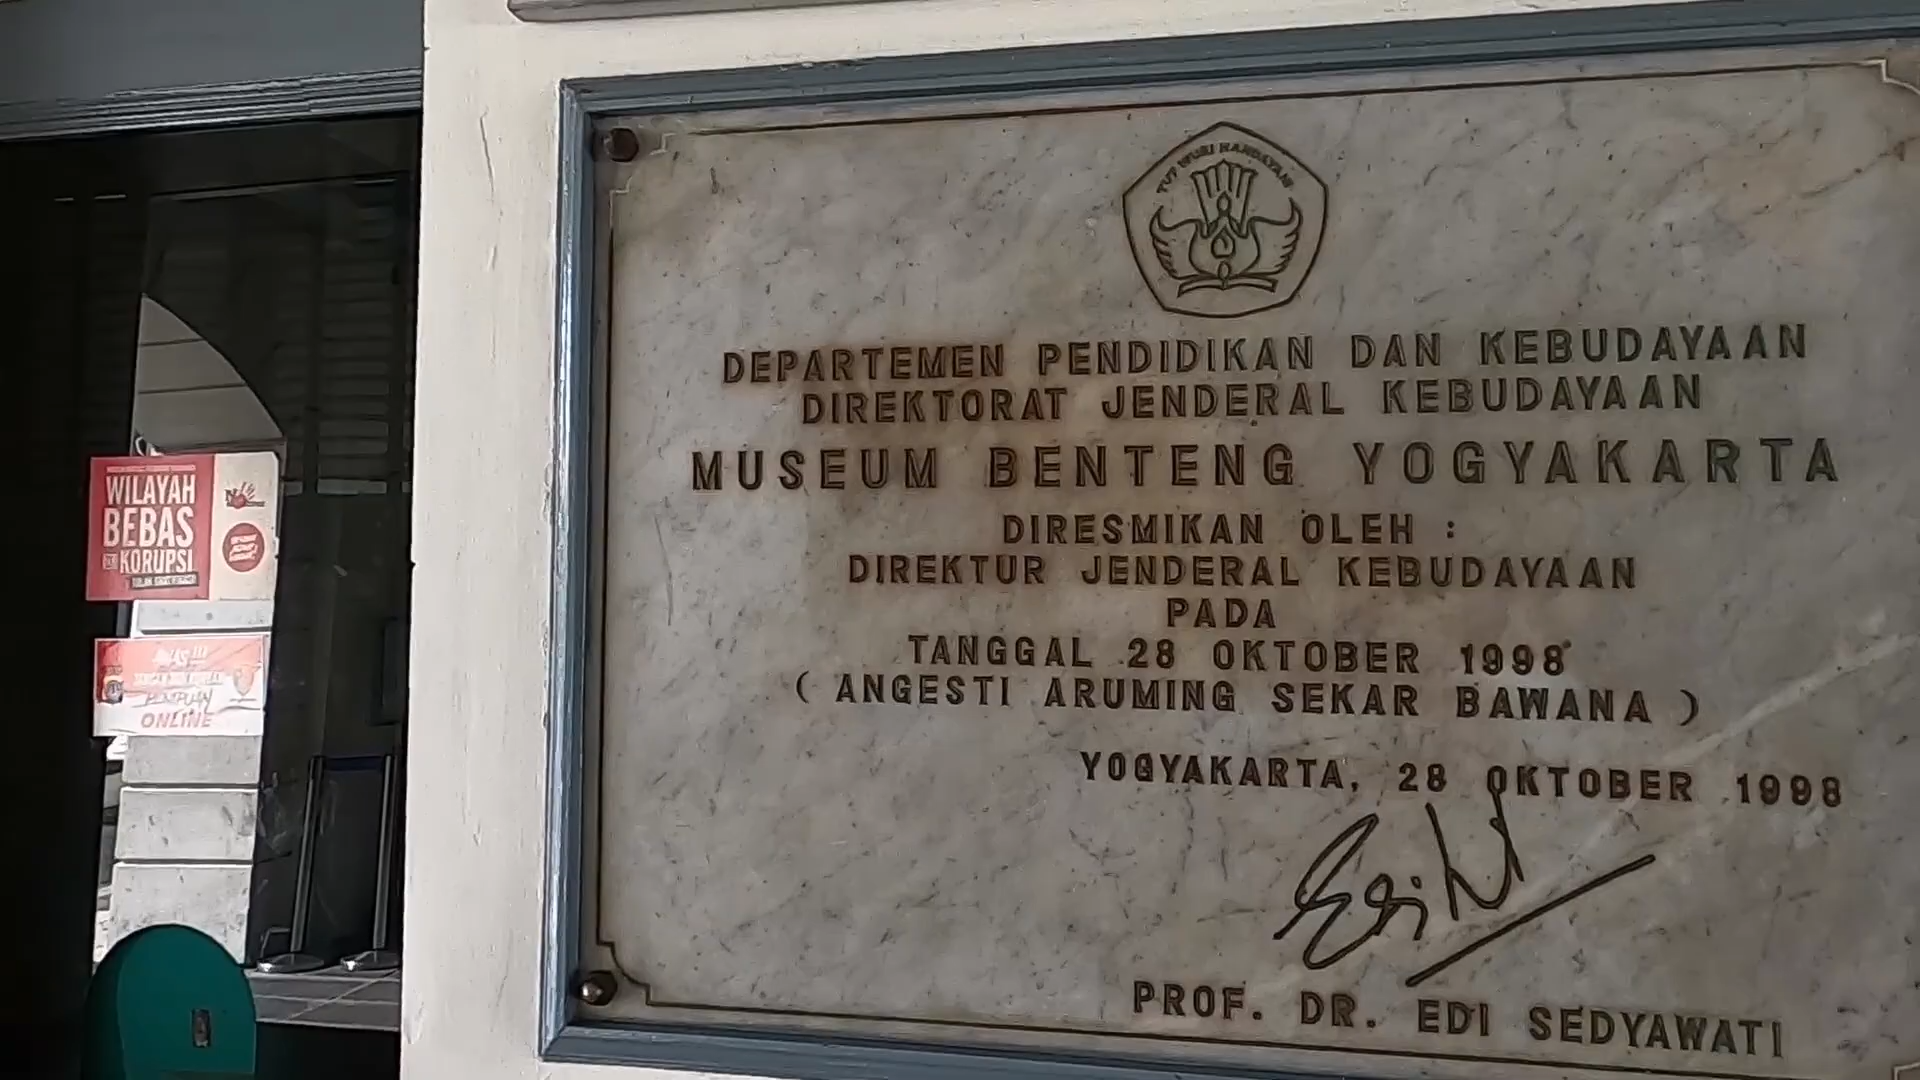 TUT WURI HANDAYANI
DEPARTEMEN PENDIDIKAN DAN KEBUDAYAAN
DIREKTORAT JENDERAL KEBUDAYAAN
MUSEUM BENTENG YOGYAKARTA
DIRESMIKAN OLEH :
DIREKTUR JENDERAL KEBUDAYAAN
PADA
TANGGAL 28 OKTOBER 1998
( ANGESTI ARUMING SEKAR BAWANA )
YOGYAKARTA, 28 OKTOBER 1998
PROF. DR. EDI SEDYAWATI
WILAYAH
BEBAS
KORUPSI
ONLINE